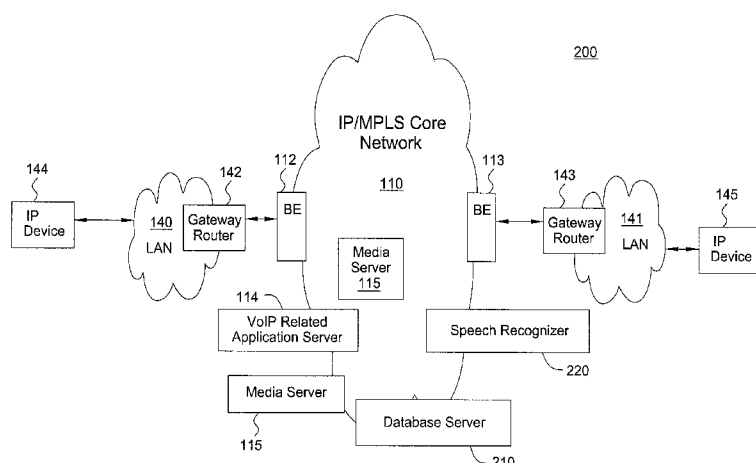 200
IP/MPLS Core
Network
112
113
110
BE
BE
144
IP
Device
142
140
LAN
Gateway
Router
143
Gateway
Router
141
LAN
145
IP
Device
Media
Server
115
114
VoIP Related
Application Server
Speech Recognizer
220
Media Server
115
Database Server
210